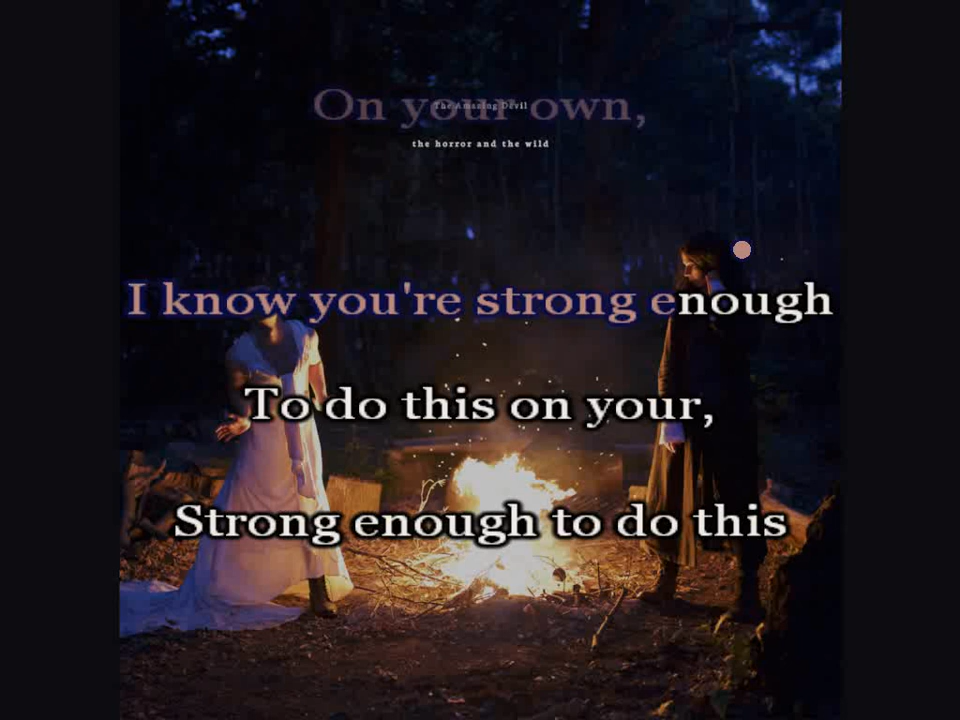 On your own,
The Amazing Devil
the horror and the wild
I know you're strong enough
To do this on your,
Strong enough to do this